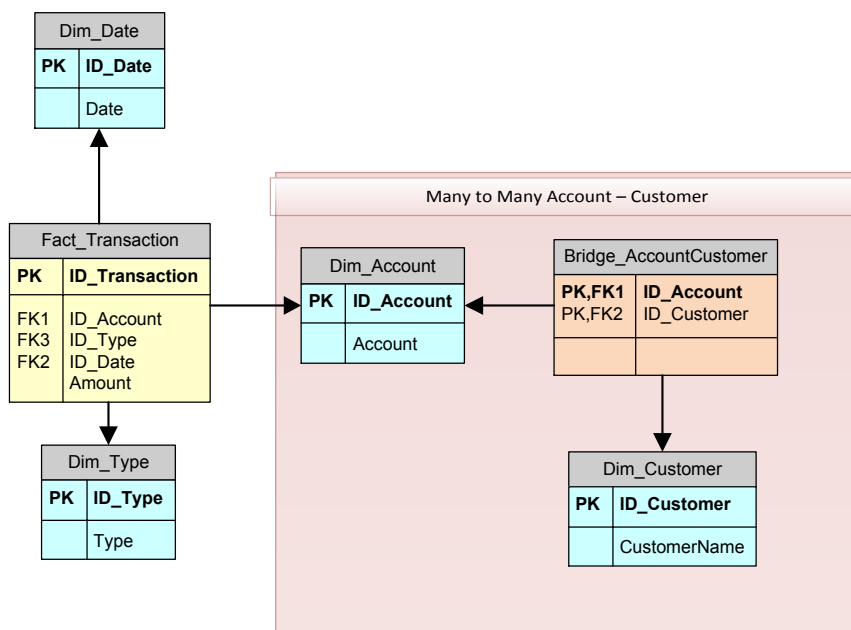 Dim_Date
PK ID_Date
Date
Many to Many Account – Customer
Fact_Transaction
PK ID_Transaction
FK1 ID_Account
FK3 ID_Type
FK2 ID_Date
Amount
Dim_Account
PK ID_Account
Account
Bridge_AccountCustomer
PK,FK1 ID_Account
PK,FK2 ID_Customer
Dim_Type
PK ID_Type
Type
Dim_Customer
PK ID_Customer
CustomerName